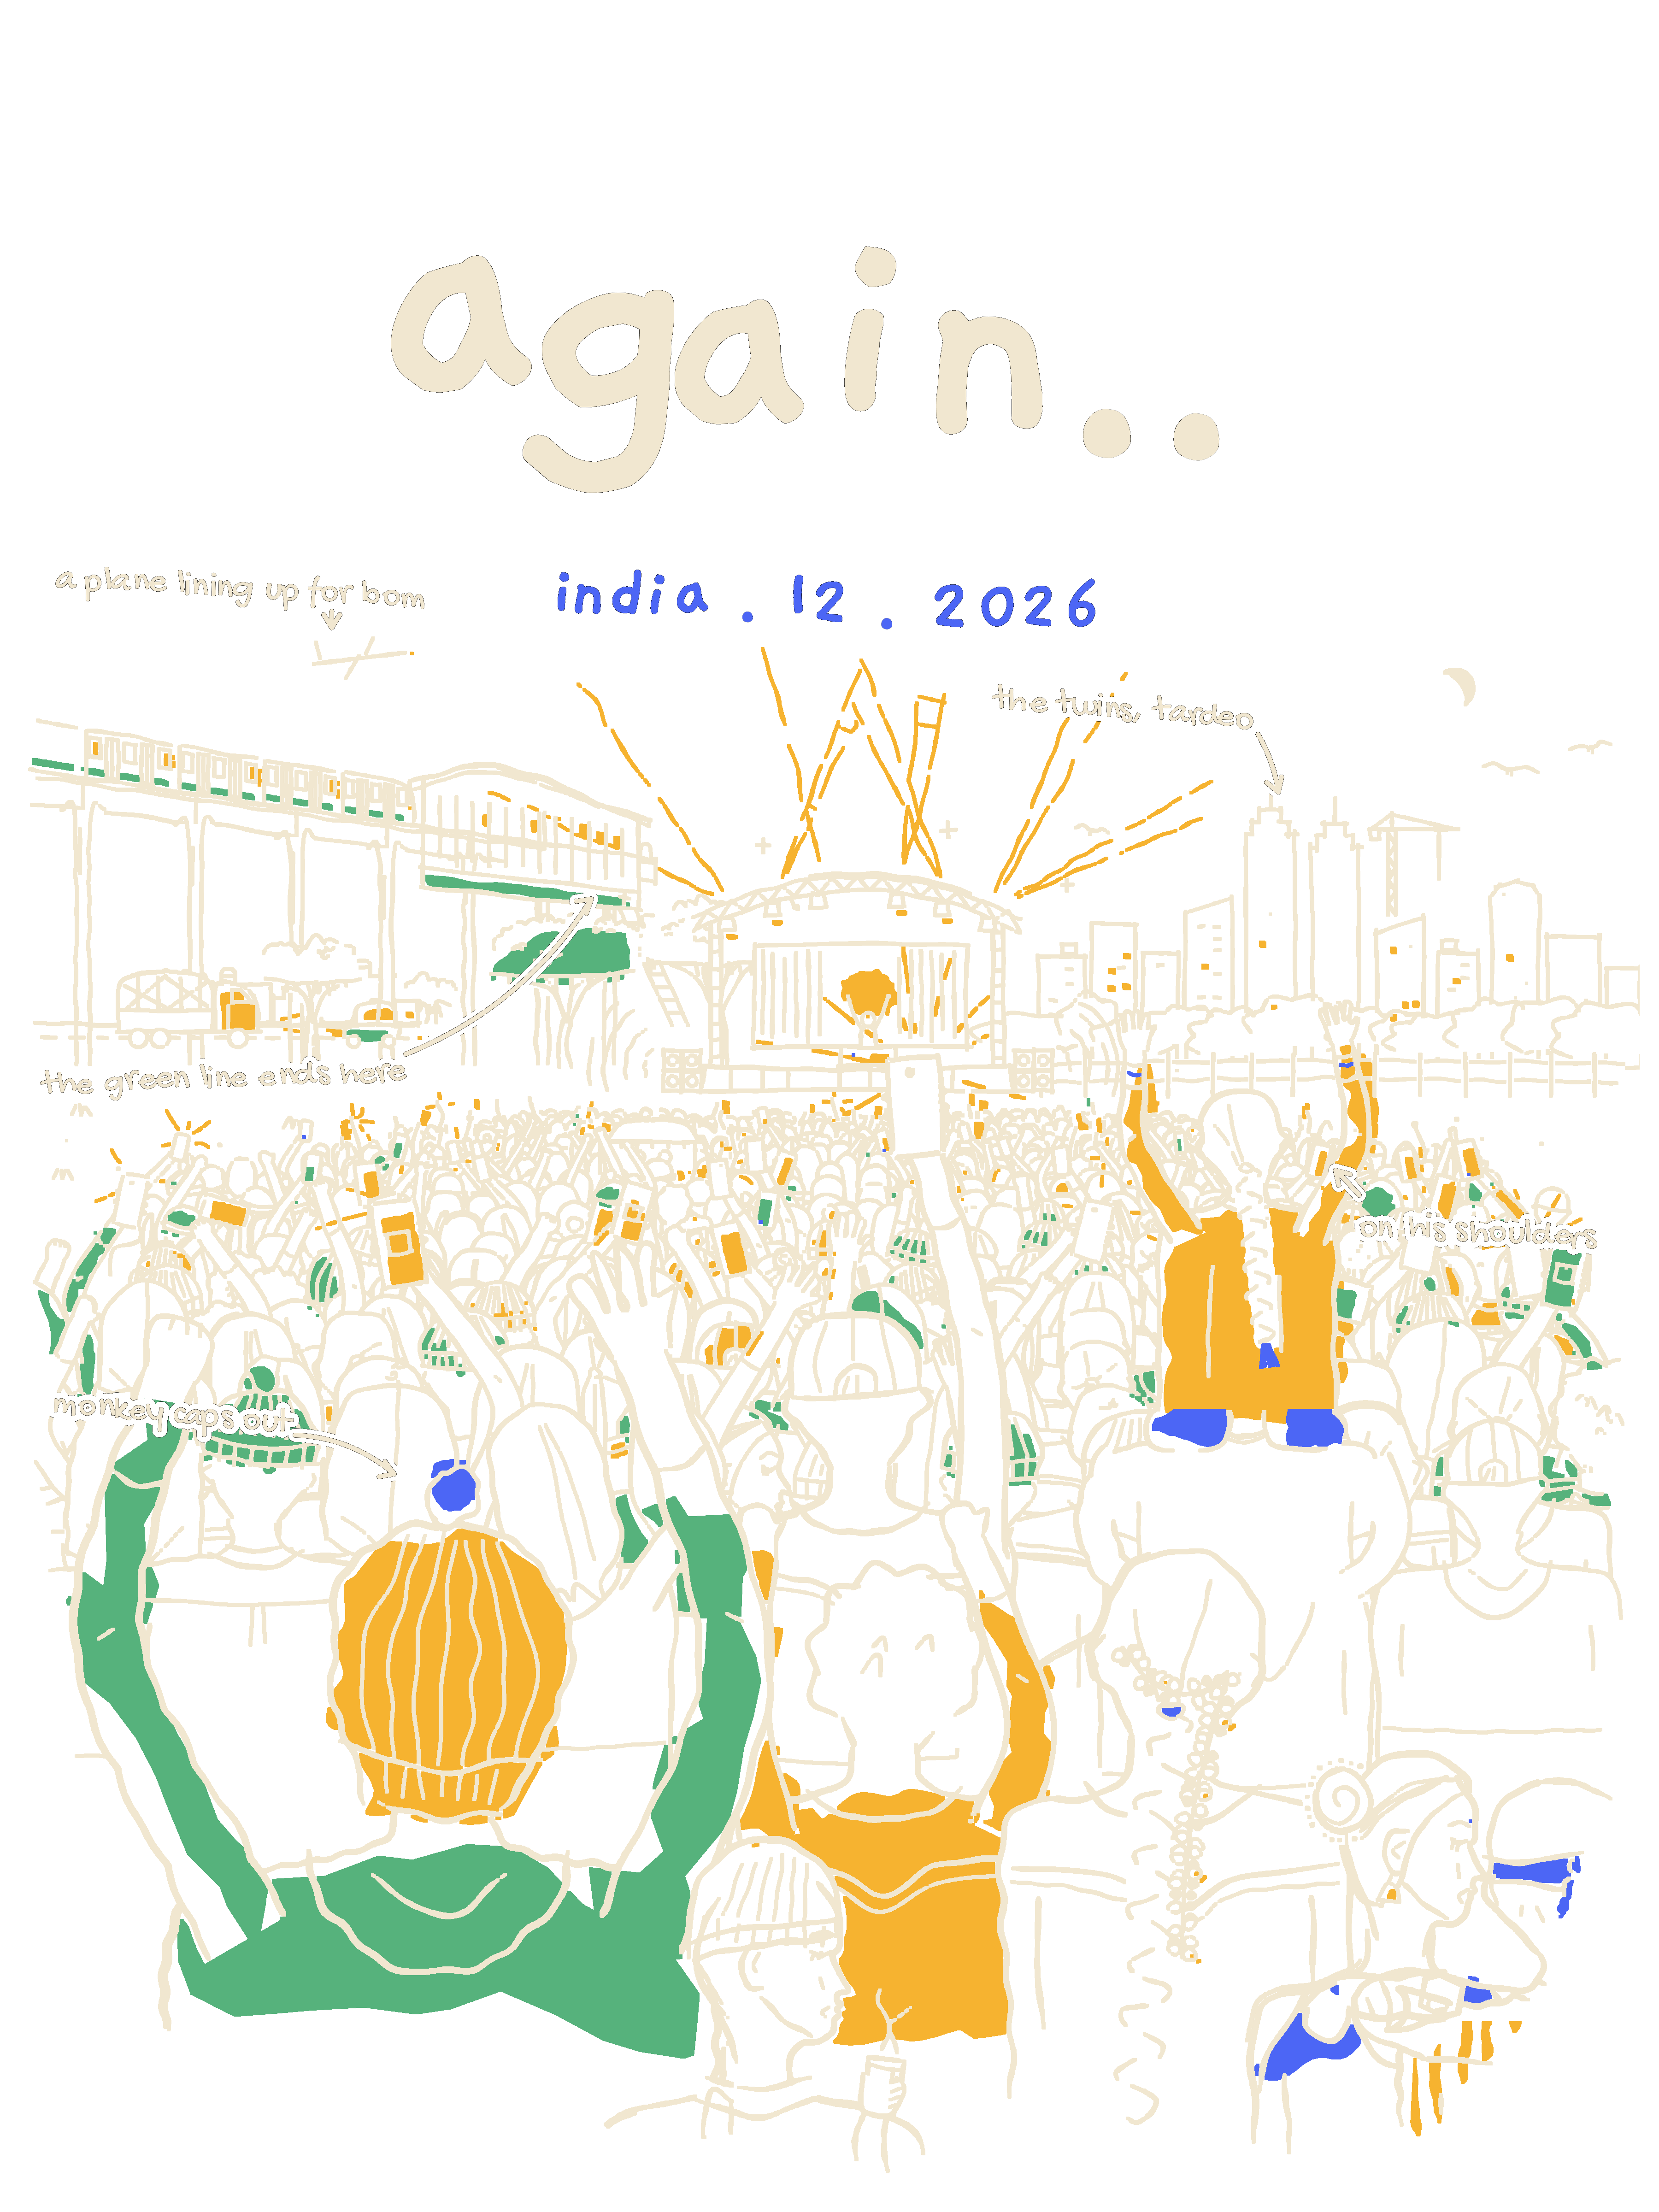 again..
a plane lining up for bom
india . 12 . 2026
the twins, tardeo
the green line ends here
on his shoulders
monkey caps out